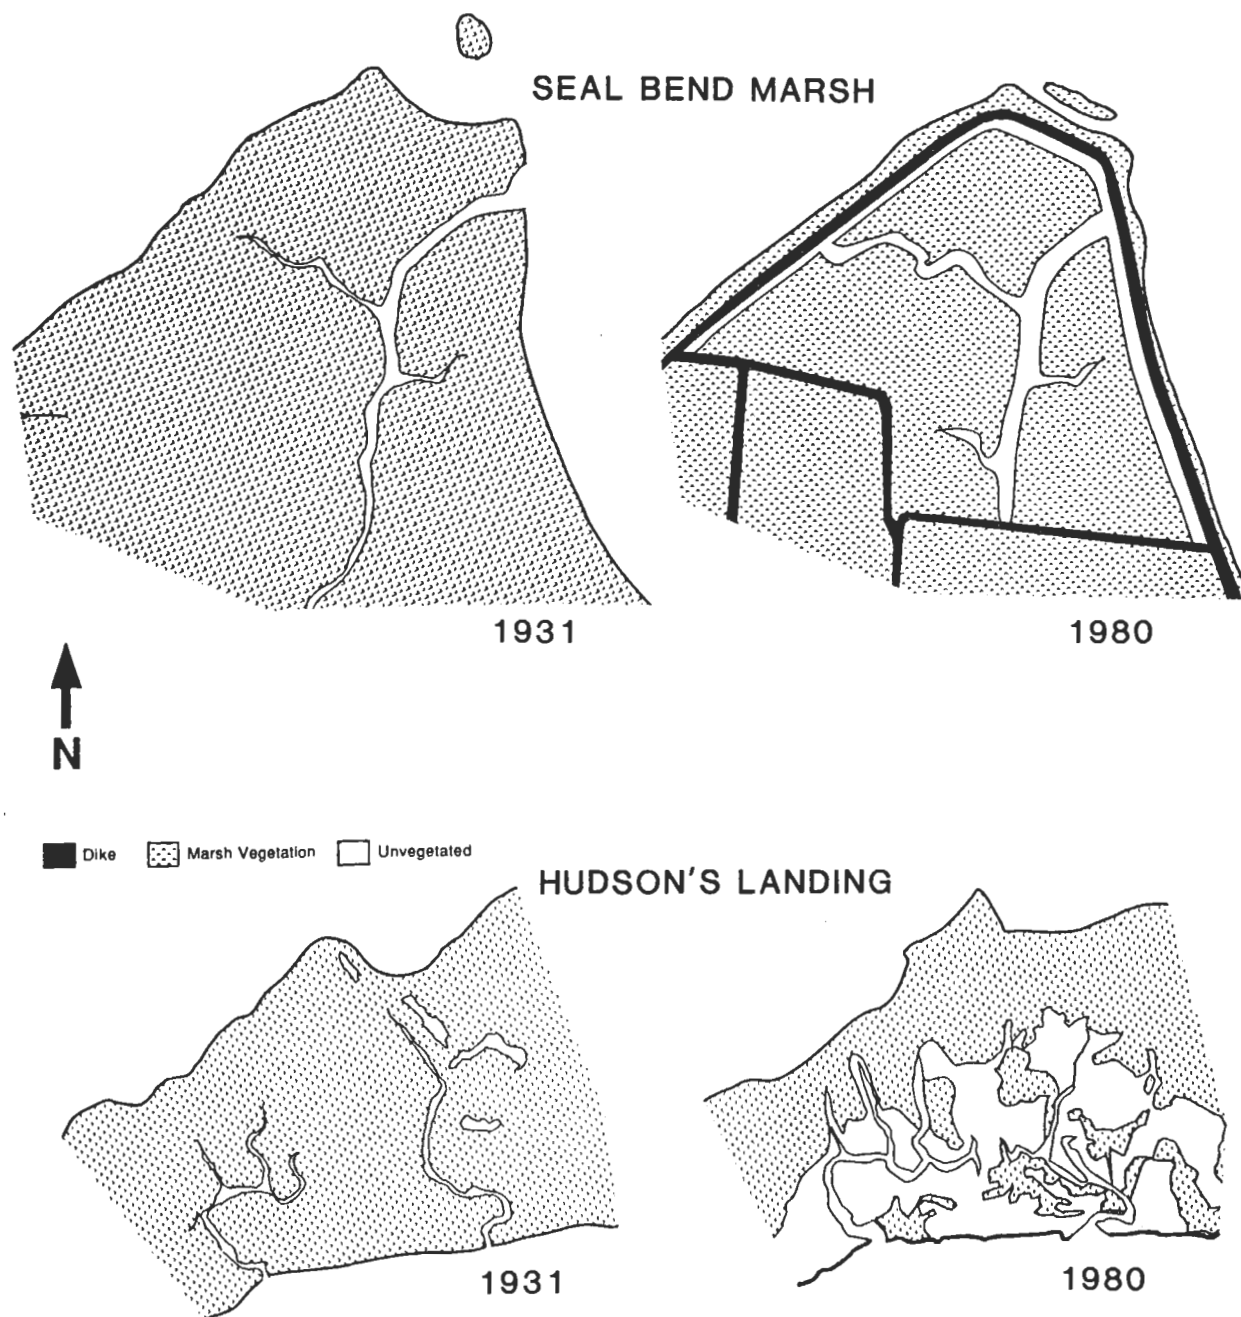 SEAL BEND MARSH
1931
1980
N
Dike
Marsh Vegetation
Unvegetated
HUDSON'S LANDING
1931
1980